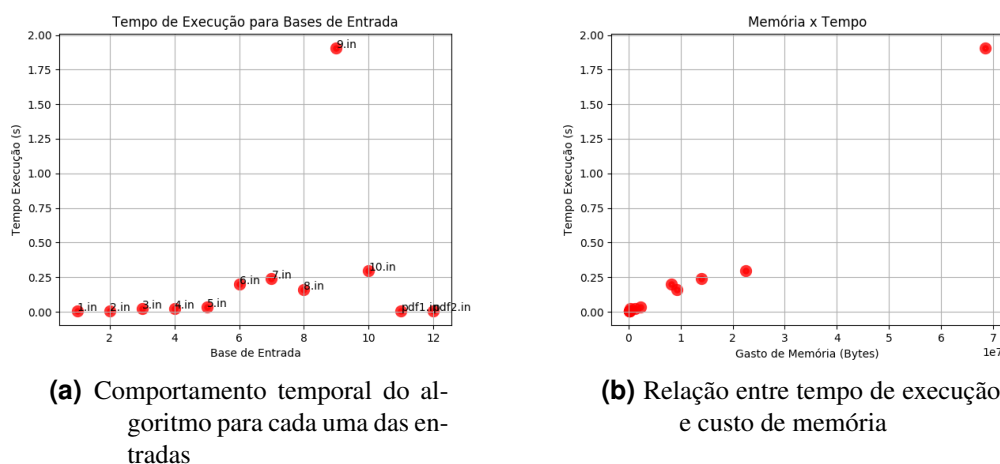 Tempo de Execução para Bases de Entrada
2.00
1.75
1.50
1.25
1.00
0.75
0.50
0.25
0.00
Tempo Execução (s)
9.in
1.in
2.in
3.in
4.in
5.in
6.in
7.in
8.in
10.in
pdf1.in
pdf2.in
2
4
6
8
10
12
Base de Entrada
(a) Comportamento temporal do al-
goritmo para cada uma das en-
tradas
Memória x Tempo
2.00
1.75
1.50
1.25
1.00
0.75
0.50
0.25
0.00
Tempo Execução (s)
0
1
2
3
4
5
6
7
1e7
Gasto de Memória (Bytes)
(b) Relação entre tempo de execução
e custo de memória